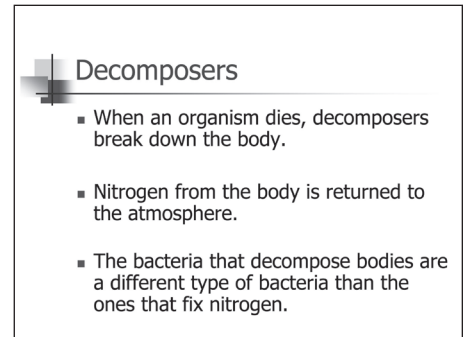 Decomposers
▪ When an organism dies, decomposers
break down the body.
▪ Nitrogen from the body is returned to
the atmosphere.
▪ The bacteria that decompose bodies are
a different type of bacteria than the
ones that fix nitrogen.